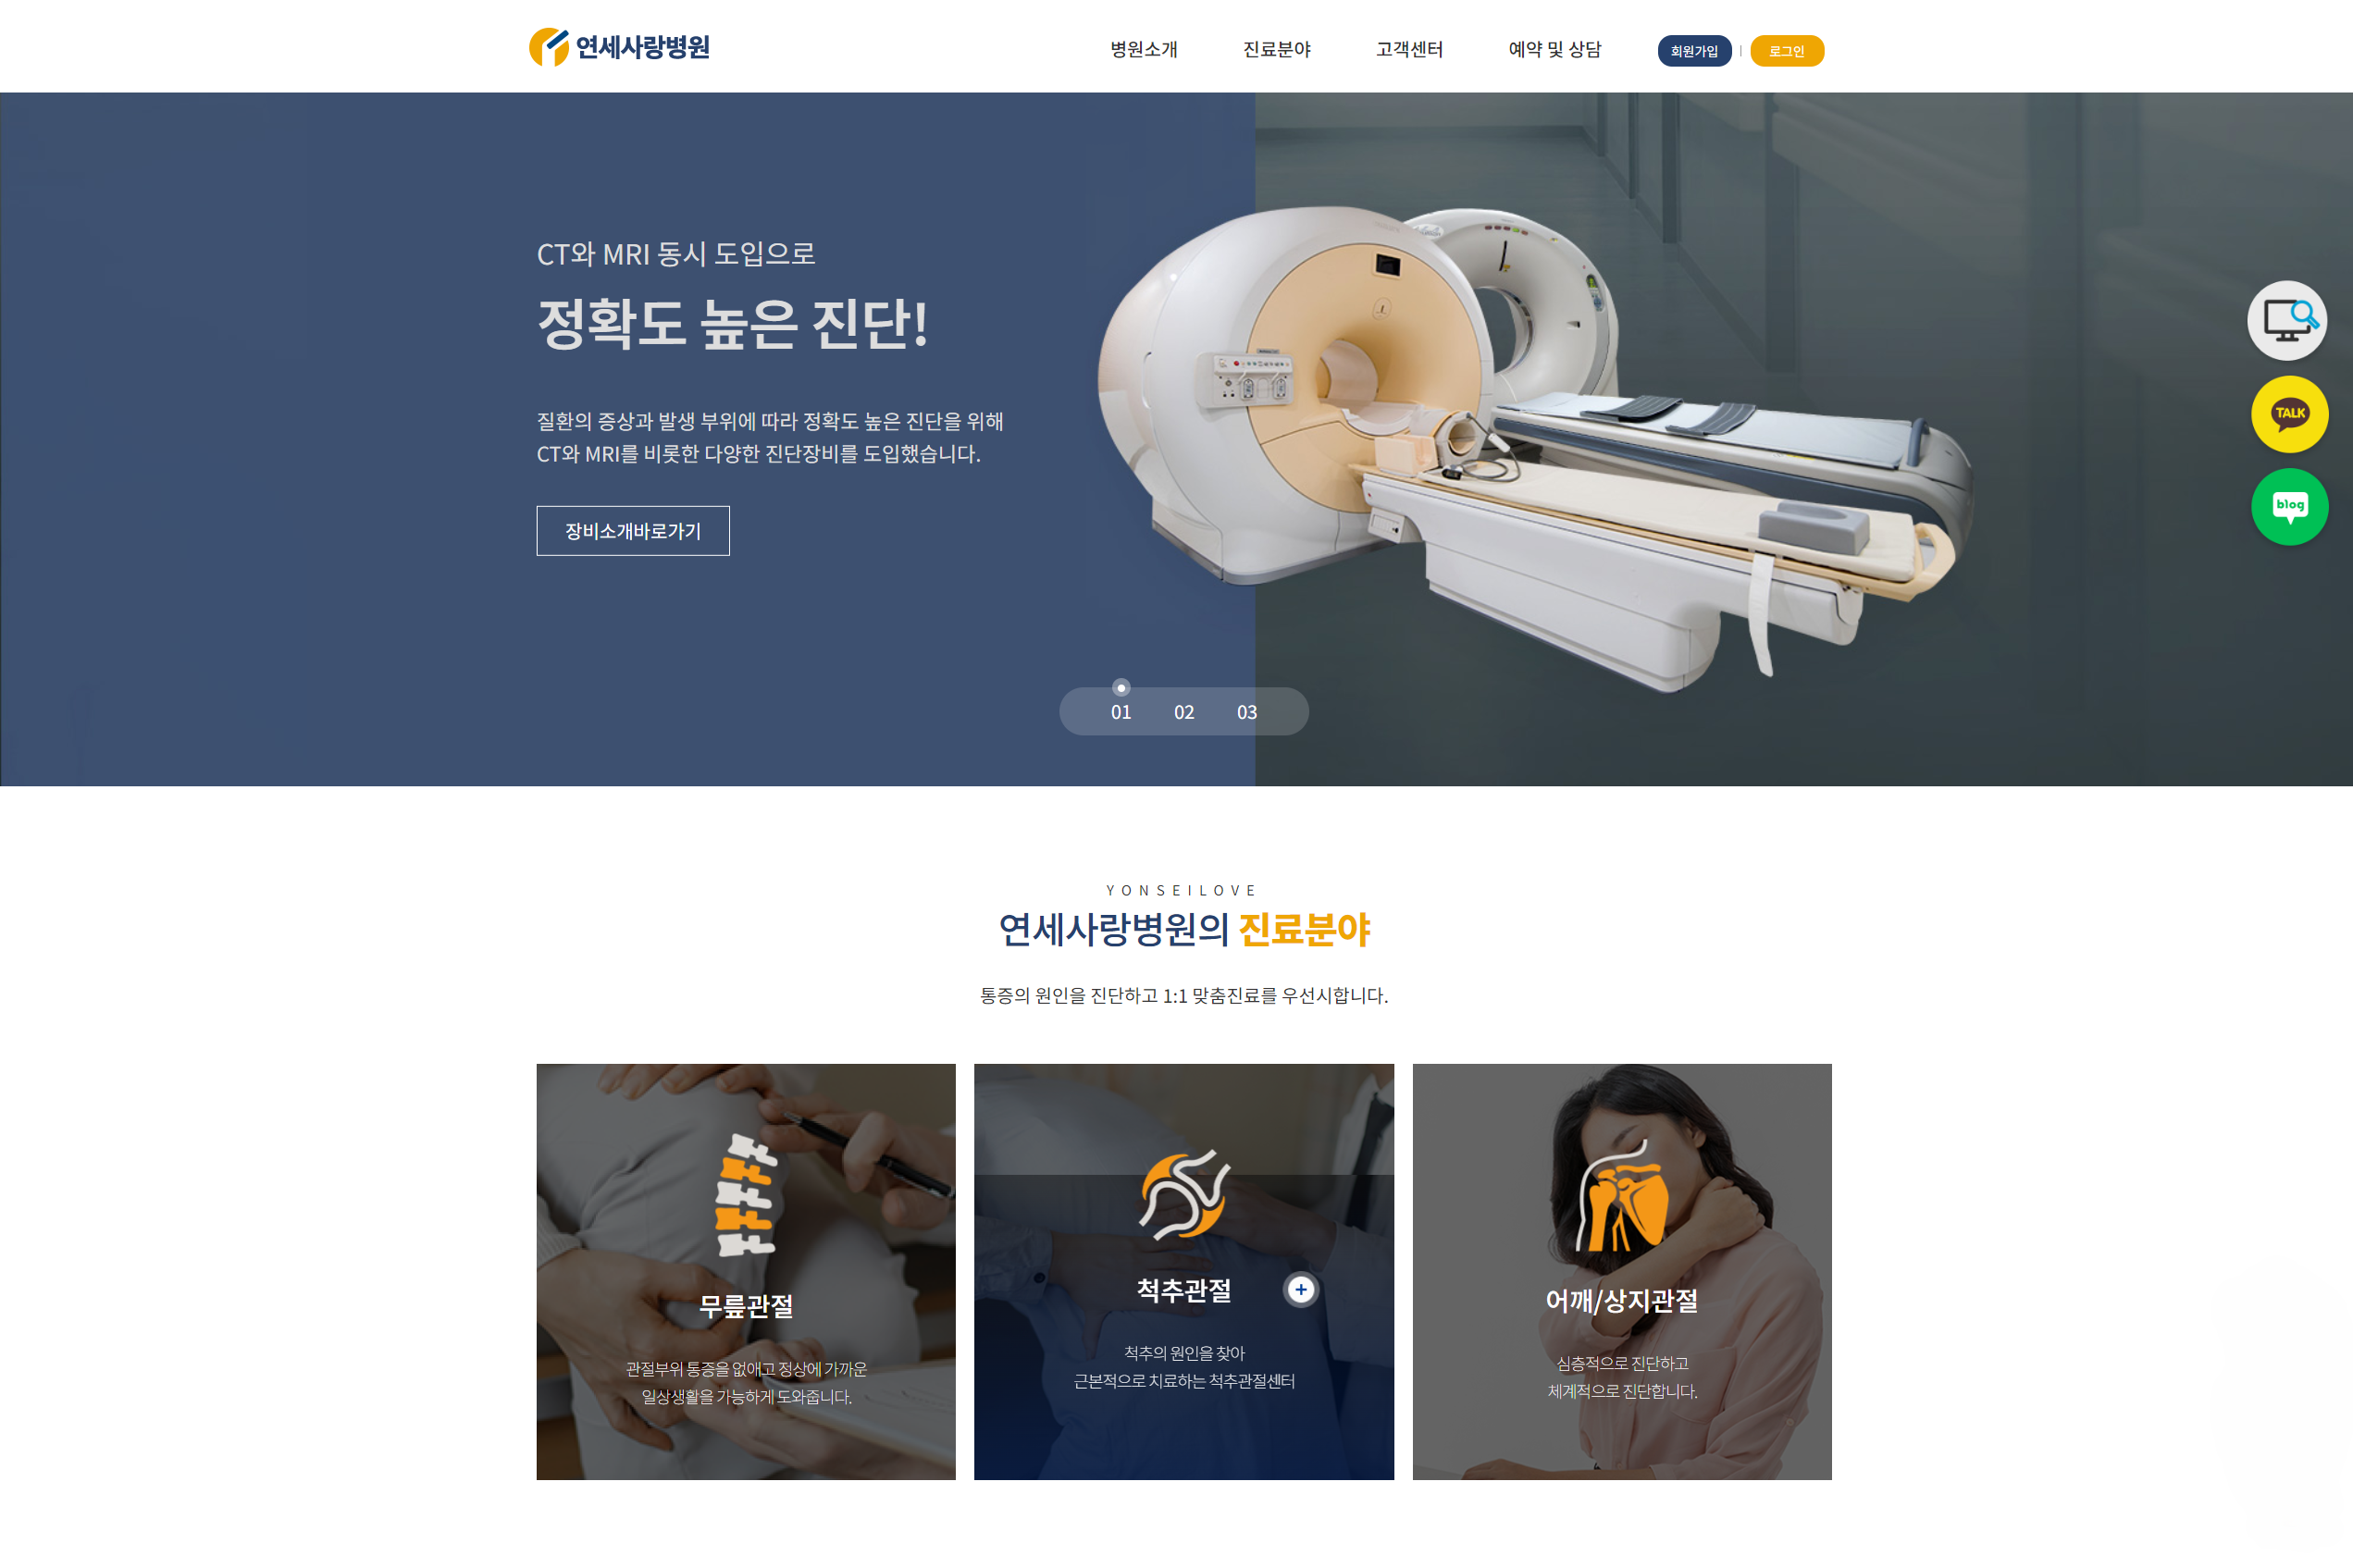 연세사랑병원
병원소개
진료분야
고객센터
예약 및 상담
회원가입
로그인
CT와 MRI 동시 도입으로
정확도 높은 진단!
질환의 증상과 발생 부위에 따라 정확도 높은 진단을 위해
CT와 MRI를 비롯한 다양한 진단장비를 도입했습니다.
장비소개바로가기
TALK
blog
01 02 03
YONSEILOVE
연세사랑병원의 진료분야
통증의 원인을 진단하고 1:1 맞춤진료를 우선시합니다.
무릎관절
관절부위 통증을 없애고 정상에 가까운
일상생활을 가능하게 도와줍니다.
척추관절
척추의 원인을 찾아
근본적으로 치료하는 척추관절센터
어깨/상지관절
심층적으로 진단하고
체계적으로 진단합니다.